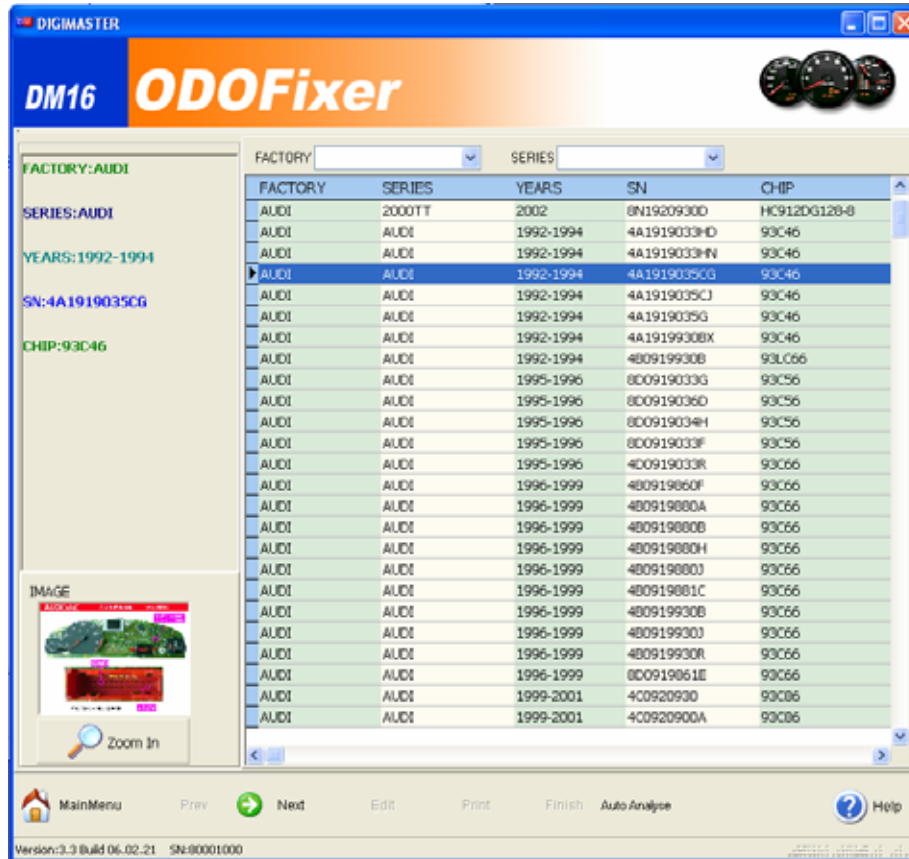 DIGIMASTER
DM16 ODOFixer
FACTORY SERIES
FACTORY:AUDI
SERIES:AUDI
YEARS:1992-1994
SN:4A1919035CG
CHIP:93C46
FACTORY SERIES YEARS SN CHIP
AUDI 2000TT 2002 8N1920930D HC912DG128-8
AUDI AUDI 1992-1994 4A1919033HD 93C46
AUDI AUDI 1992-1994 4A1919033HN 93C46
AUDI AUDI 1992-1994 4A1919035CG 93C46
AUDI AUDI 1992-1994 4A1919035CJ 93C46
AUDI AUDI 1992-1994 4A1919035G 93C46
AUDI AUDI 1992-1994 4A1919930BX 93C46
AUDI AUDI 1992-1994 4B0919930B 93LC66
AUDI AUDI 1995-1996 8D0919033G 93C56
AUDI AUDI 1995-1996 8D0919036D 93C56
AUDI AUDI 1995-1996 8D0919034H 93C56
AUDI AUDI 1995-1996 8D0919033F 93C56
AUDI AUDI 1995-1996 4D0919033R 93C66
AUDI AUDI 1996-1999 4B0919860F 93C66
AUDI AUDI 1996-1999 4B0919880A 93C66
AUDI AUDI 1996-1999 4B0919880B 93C66
AUDI AUDI 1996-1999 4B0919880H 93C66
AUDI AUDI 1996-1999 4B0919880J 93C66
AUDI AUDI 1996-1999 4B0919881C 93C66
AUDI AUDI 1996-1999 4B0919930B 93C66
AUDI AUDI 1996-1999 4B0919930J 93C66
AUDI AUDI 1996-1999 4B0919930R 93C66
AUDI AUDI 1996-1999 8D0919861E 93C66
AUDI AUDI 1999-2001 4C0920930 93C86
AUDI AUDI 1999-2001 4C0920900A 93C86
IMAGE
Zoom In
MainMenu Prev Next Edit Print Finish Auto Analyse Help
Version:3.3 Build 06.02.21 SN:80001000